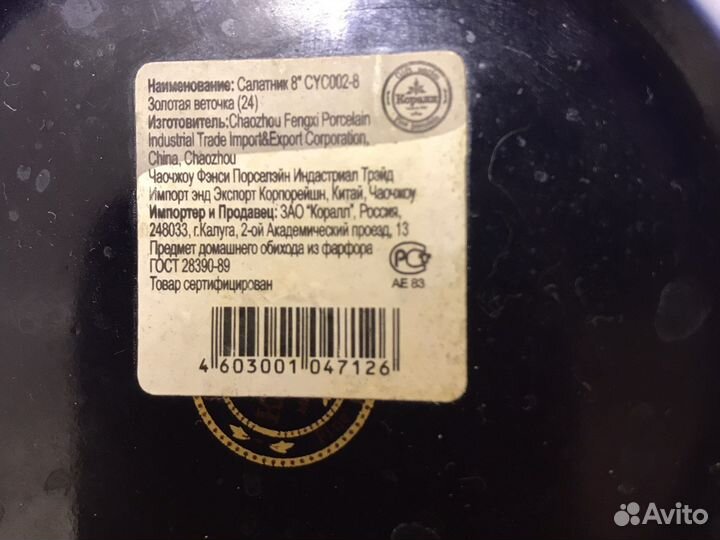 Наименование: Салатник 8" CYC002-8
Золотая веточка (24)
Изготовитель:Chaozhou Fengxi Porcelain
Industrial Trade Import&Export Corporation,
China, Chaozhou
Чаочжоу Фэнси Порселэйн Индастриал Трэйд
Импорт энд Экспорт Корпорейшн, Китай, Чаочжоу
Импортер и Продавец: ЗАО "Коралл", Россия,
248033, г.Калуга, 2-ой Академический проезд, 13
Предмет домашнего обихода из фарфора
ГОСТ 28390-89
Товар сертифицирован
Коралл
РСТ
АЕ 83
4 603001 047126
Avito